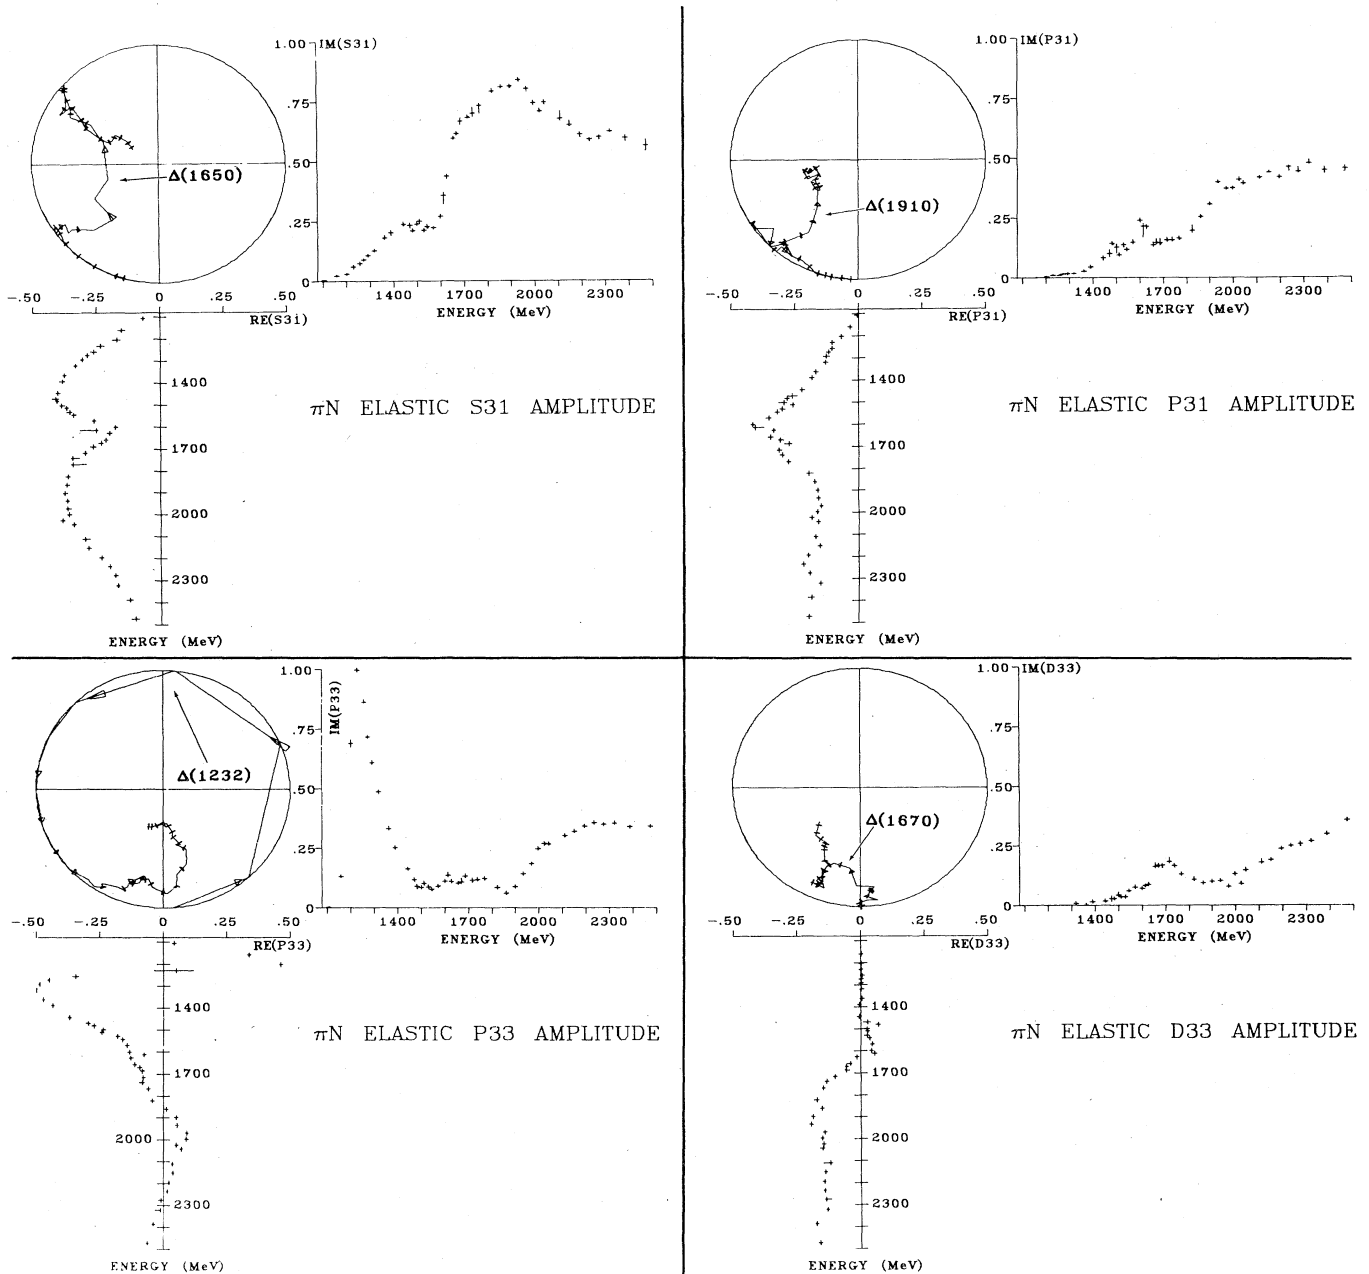 1.00 IM(S31)
.75
.50
.25
0
Δ(1650)
-.50 -.25 0 .25 .50
1400 1700 2000 2300
RE(S31)
ENERGY (MeV)
1400
1700
2000
2300
ENERGY (MeV)
πN ELASTIC S31 AMPLITUDE
1.00 IM(P31)
.75
.50
.25
0
Δ(1910)
-.50 -.25 0 .25 .50
1400 1700 2000 2300
RE(P31)
ENERGY (MeV)
1400
1700
2000
2300
ENERGY (MeV)
πN ELASTIC P31 AMPLITUDE
1.00
IM(P33)
.75
.50
.25
0
Δ(1232)
-.50 -.25 0 .25 .50
1400 1700 2000 2300
RE(P33)
ENERGY (MeV)
1400
1700
2000
2300
ENERGY (MeV)
πN ELASTIC P33 AMPLITUDE
1.00 IM(D33)
.75
.50
.25
0
Δ(1670)
-.50 -.25 0 .25 .50
1400 1700 2000 2300
RE(D33)
ENERGY (MeV)
1400
1700
2000
2300
ENERGY (MeV)
πN ELASTIC D33 AMPLITUDE